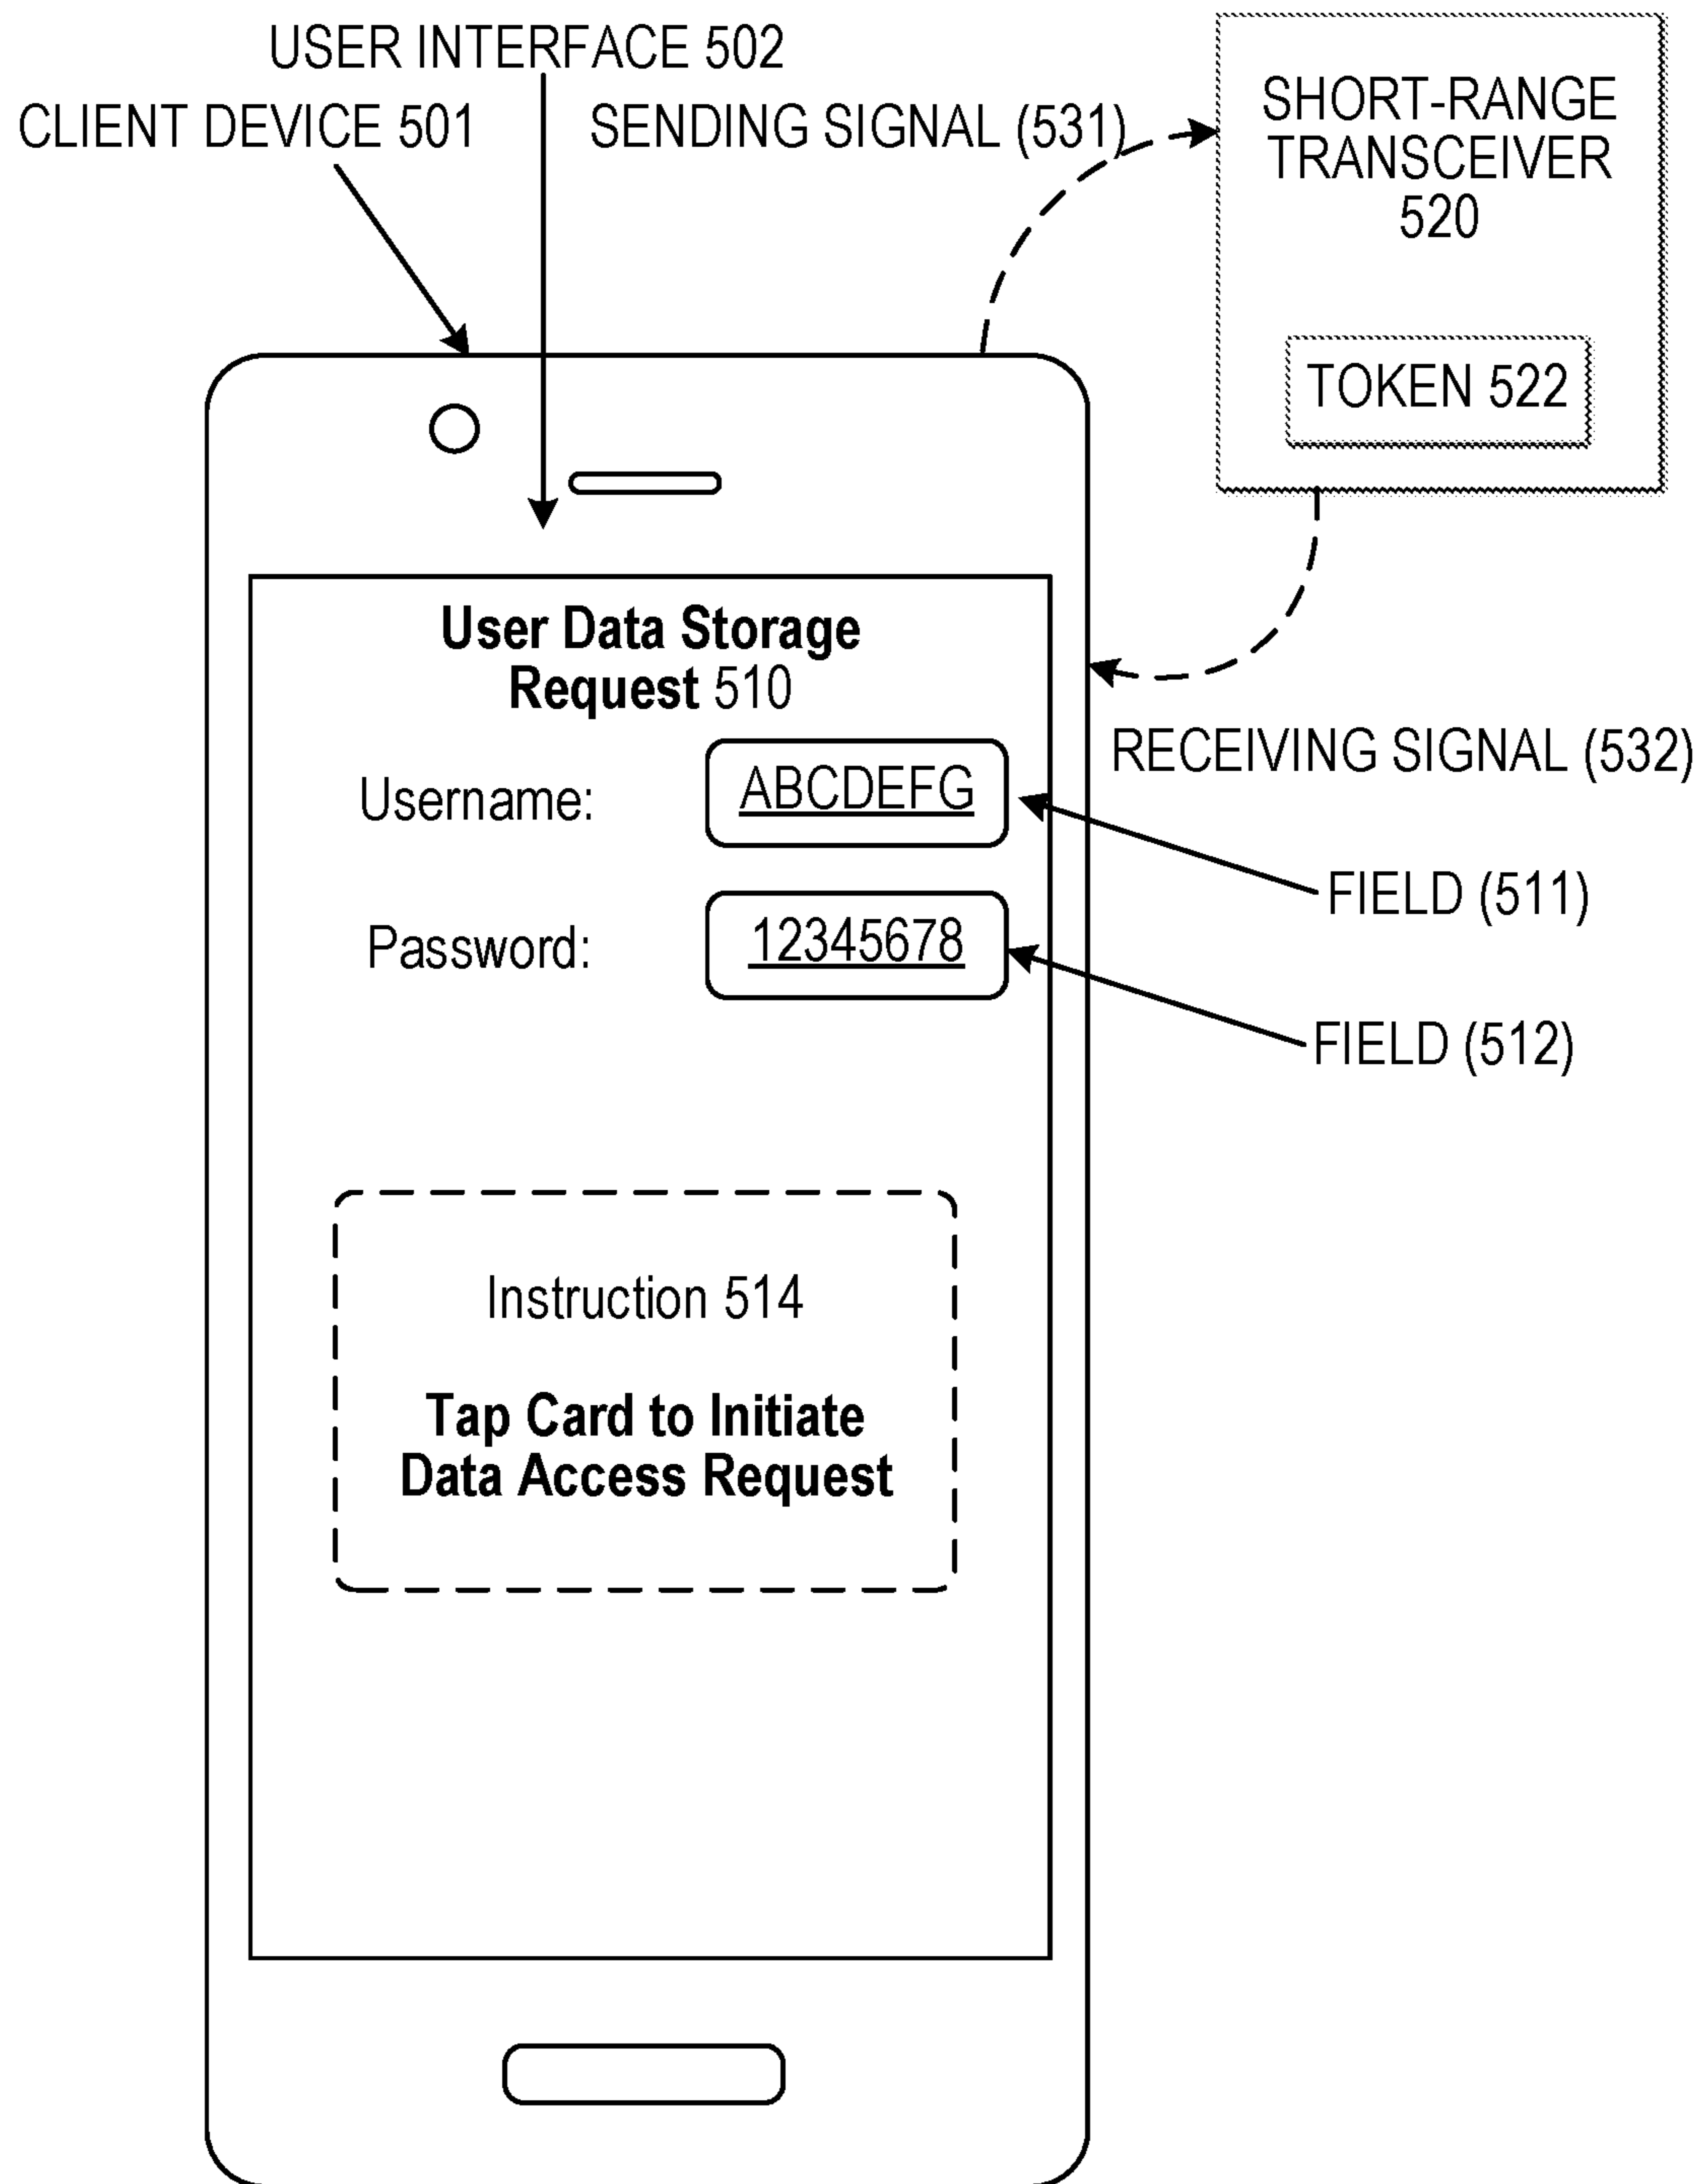 USER INTERFACE 502
CLIENT DEVICE 501
SENDING SIGNAL (531)
SHORT-RANGE
TRANSCEIVER
520
TOKEN 522
User Data Storage
Request 510
RECEIVING SIGNAL (532)
Username:
ABCDEFG
FIELD (511)
Password:
12345678
FIELD (512)
Instruction 514
Tap Card to Initiate
Data Access Request